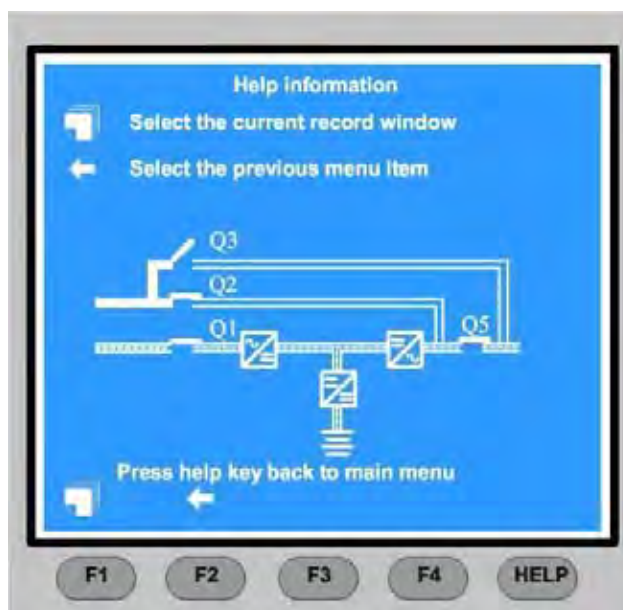 Help information
Select the current record window
Select the previous menu item
Q3
Q2
Q1
Q5
Press help key back to main menu
F1 F2 F3 F4 HELP